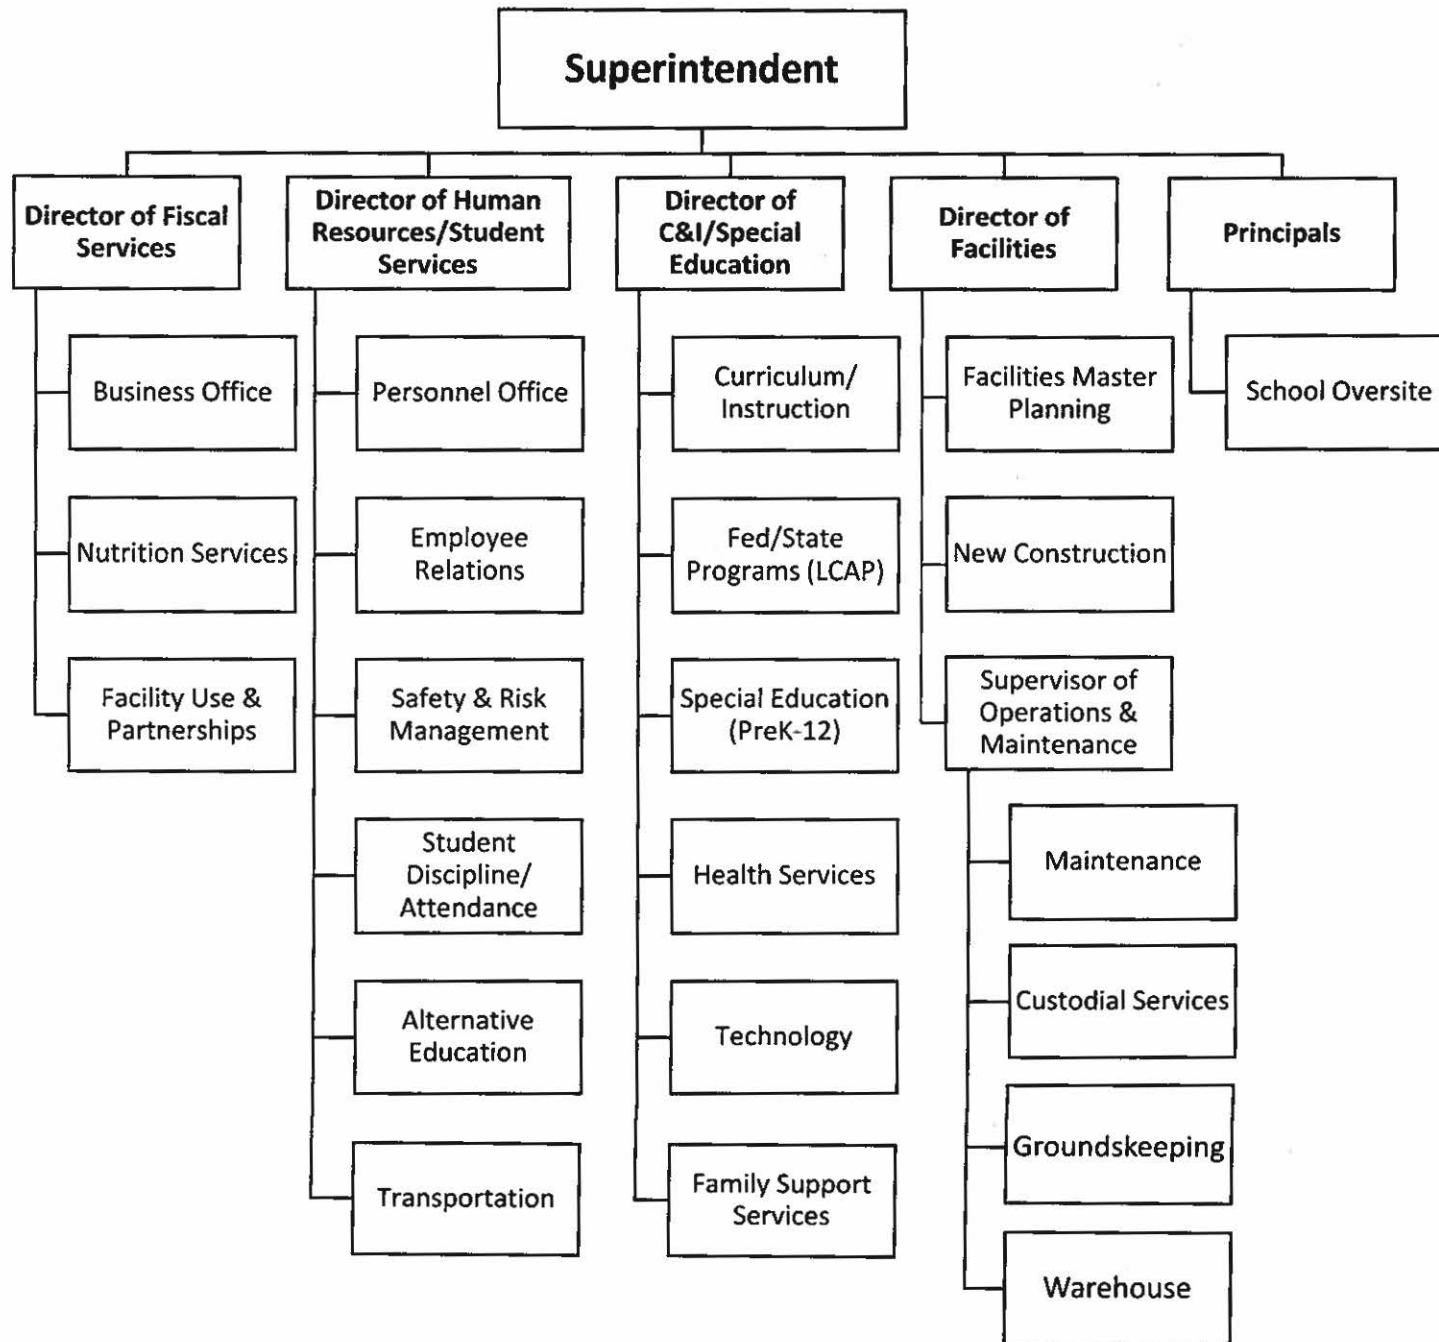 Superintendent
Director of Fiscal
Services
Director of Human
Resources/Student
Services
Director of
C&I/Special
Education
Director of
Facilities
Principals
Business Office
Personnel Office
Curriculum/
Instruction
Facilities Master
Planning
School Oversite
Nutrition Services
Employee
Relations
Fed/State
Programs (LCAP)
New Construction
Facility Use &
Partnerships
Safety & Risk
Management
Special Education
(PreK-12)
Supervisor of
Operations &
Maintenance
Student
Discipline/
Attendance
Health Services
Maintenance
Alternative
Education
Technology
Custodial Services
Transportation
Family Support
Services
Groundskeeping
Warehouse